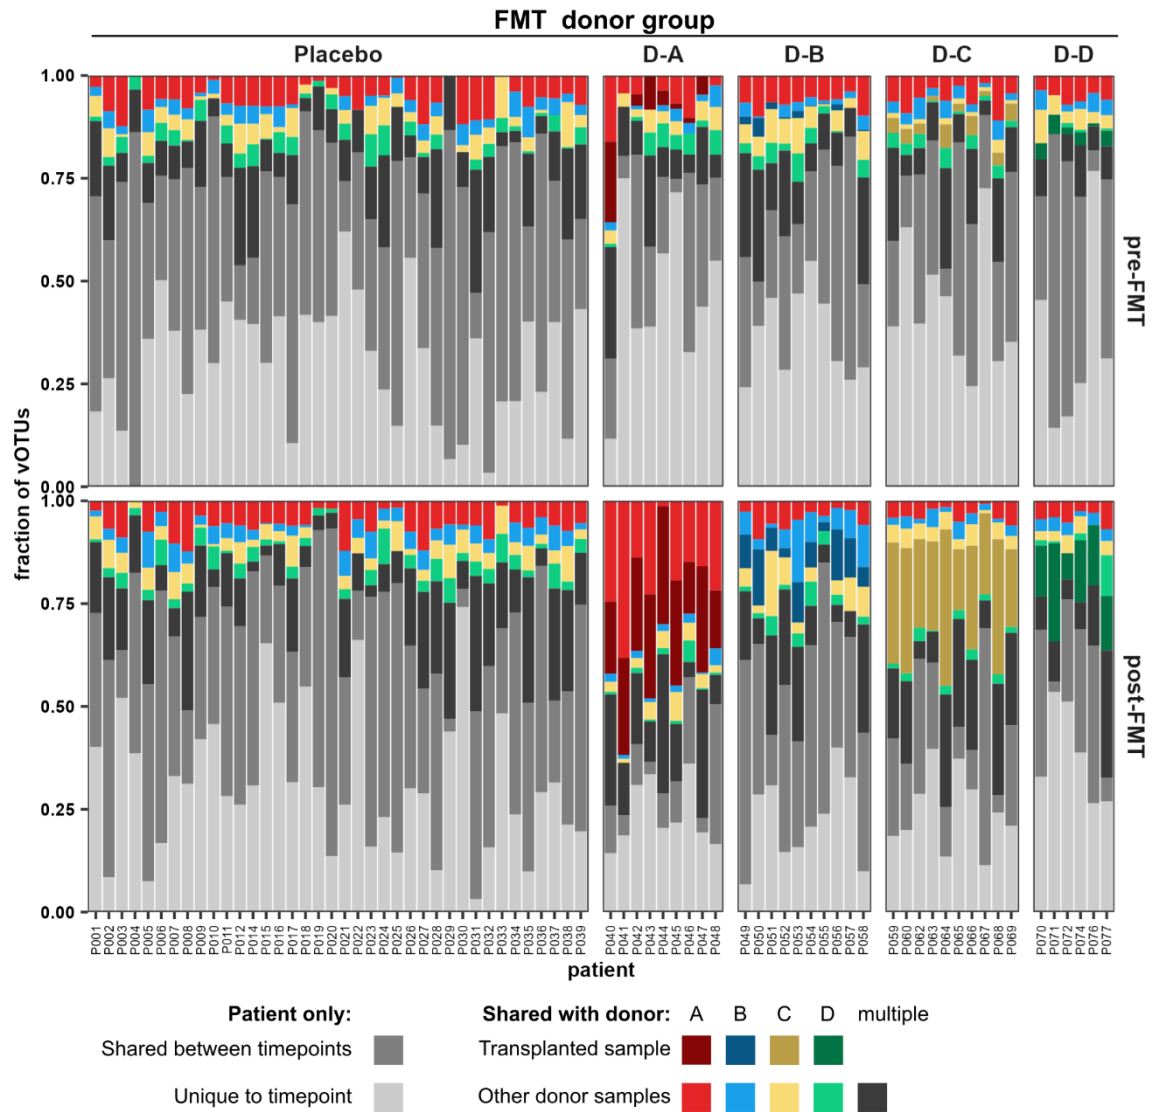 FMT donor group
Placebo D-A D-B D-C D-D
1.00
0.75
0.50
0.25
0.00
pre-FMT
fraction of vOTUs
1.00
0.75
0.50
0.25
0.00
post-FMT
P001 P002 P003 P004 P005 P006 P007 P008 P009 P010 P011 P012 P014 P015 P016 P017 P018 P019 P020 P021 P022 P023 P024 P025 P026 P027 P028 P029 P030 P031 P032 P033 P034 P035 P036 P037 P038 P039 P040 P041 P042 P043 P044 P045 P046 P047 P048 P049 P050 P051 P052 P053 P054 P055 P056 P057 P058 P059 P060 P062 P063 P064 P065 P066 P067 P068 P069 P070 P071 P072 P074 P076 P077
patient
Patient only: Shared with donor: A B C D multiple
Shared between timepoints Transplanted sample
Unique to timepoint Other donor samples